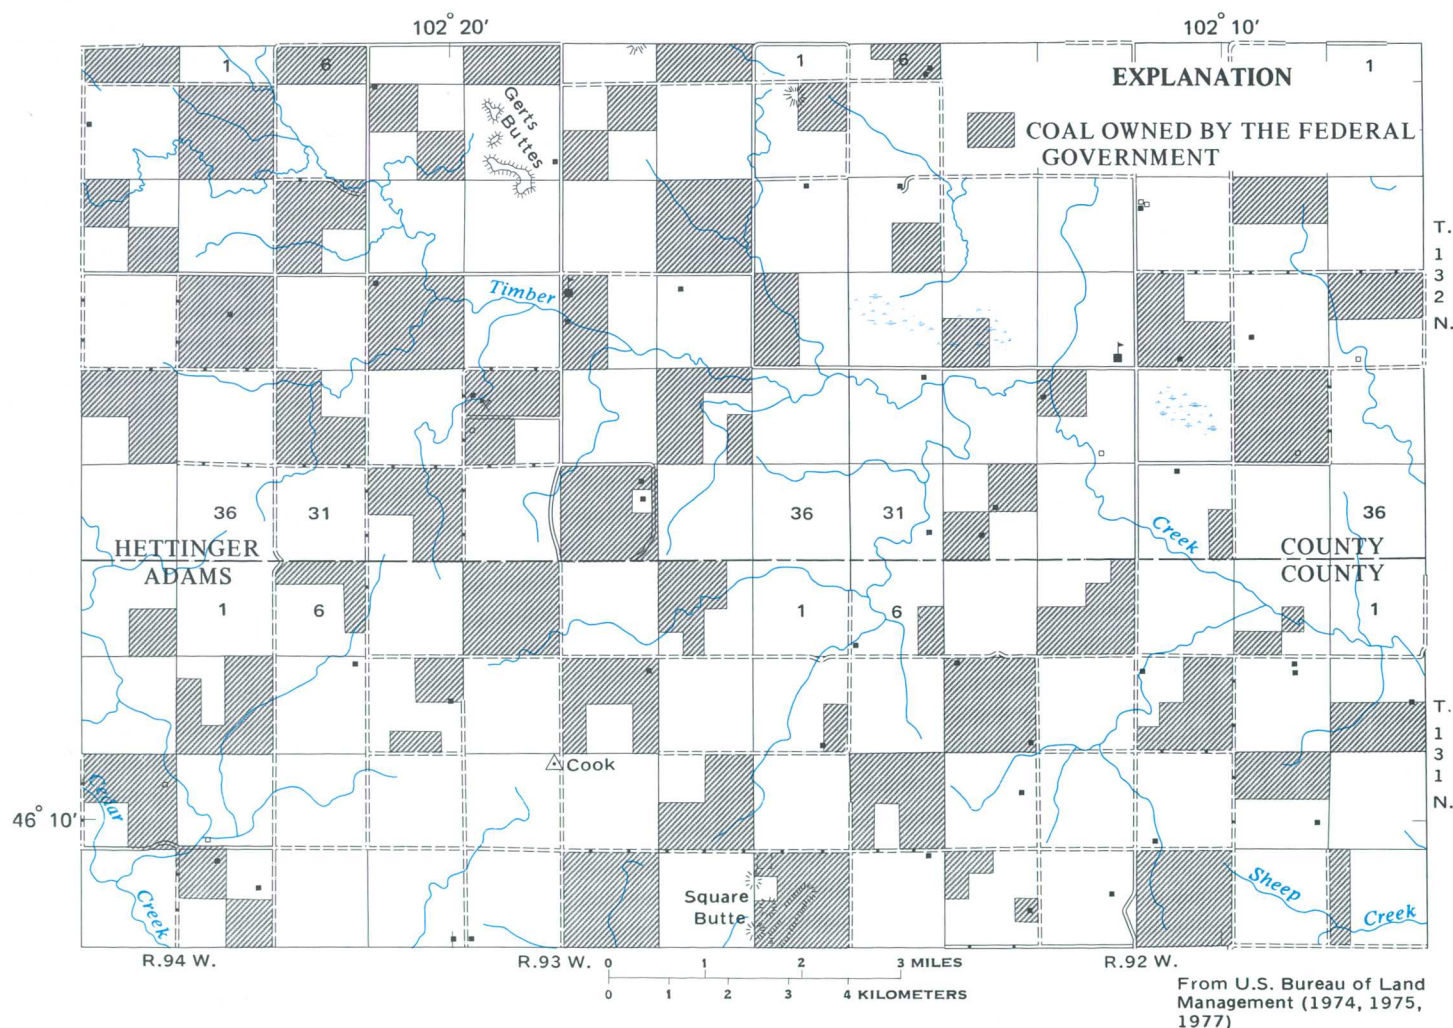 102° 20'
102° 10'
1
6
1
6
1
EXPLANATION
COAL OWNED BY THE FEDERAL
GOVERNMENT
Gerts
Buttes
T.
1
3
2
N.
Timber
36
31
36
31
36
Creek
HETTINGER
COUNTY
ADAMS
COUNTY
1
6
1
6
1
T.
1
3
1
N.
Cook
Cedar
46° 10'
Creek
Square
Butte
Sheep
Creek
R.94 W.
R.93 W.
R.92 W.
0 1 2 3 MILES
0 1 2 3 4 KILOMETERS
From U.S. Bureau of Land
Management (1974, 1975,
1977)